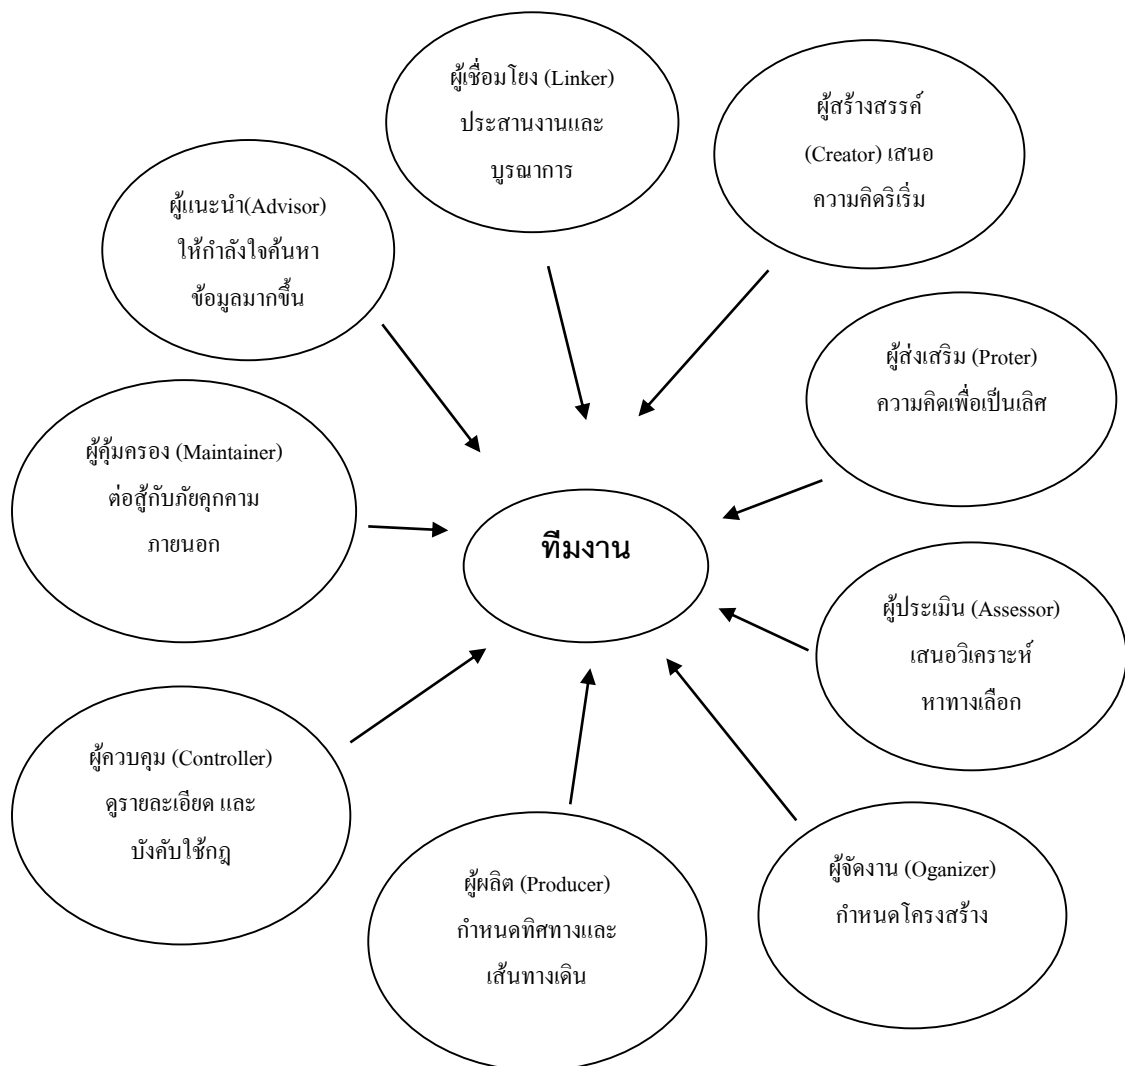 ผู้เชื่อมโยง (Linker)
ประสานงานและ
บูรณาการ
ผู้สร้างสรรค์
(Creator) เสนอ
ความคิดริเริ่ม
ผู้แนะนำ(Advisor)
ให้กำลังใจค้นหา
ข้อมูลมากขึ้น
ผู้ส่งเสริม (Proter)
ความคิดเพื่อเป็นเลิศ
ผู้คุ้มครอง (Maintainer)
ต่อสู้กับภัยคุกคาม
ภายนอก
ทีมงาน
ผู้ประเมิน (Assessor)
เสนอวิเคราะห์
หาทางเลือก
ผู้ควบคุม (Controller)
ดูรายละเอียด และ
บังคับใช้กฎ
ผู้ผลิต (Producer)
กำหนดทิศทางและ
เส้นทางเดิน
ผู้จัดงาน (Oganizer)
กำหนดโครงสร้าง